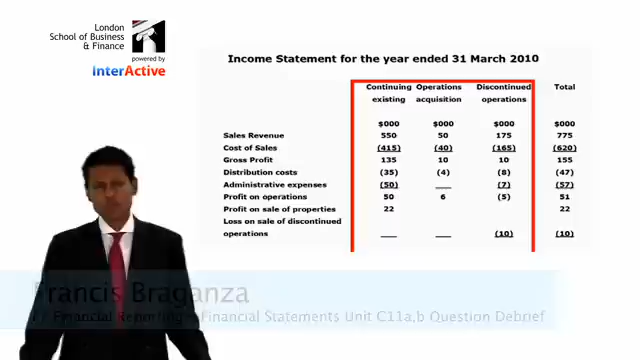 London
School of Business
& Finance
powered by
InterActive
Income Statement for the year ended 31 March 2010
Continuing Operations Discontinued Total
existing acquisition operations
$000 $000 $000 $000
Sales Revenue 550 50 175 775
Cost of Sales (415) (40) (165) (620)
Gross Profit 135 10 10 155
Distribution costs (35) (4) (8) (47)
Administrative expenses (50) (7) (57)
Profit on operations 50 6 (5) 51
Profit on sale of properties 22 22
Loss on sale of discontinued
operations (10) (10)
Francis Braganza
Financial Reporting Financial Statements Unit C11a,b Question Debrief